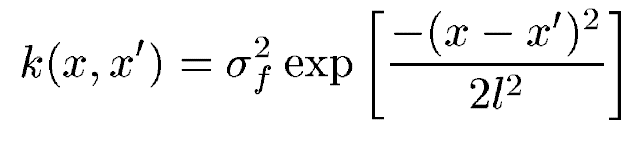 k(x, x′) = σ_f^2 exp [ −(x − x′)^2 / 2l^2 ]